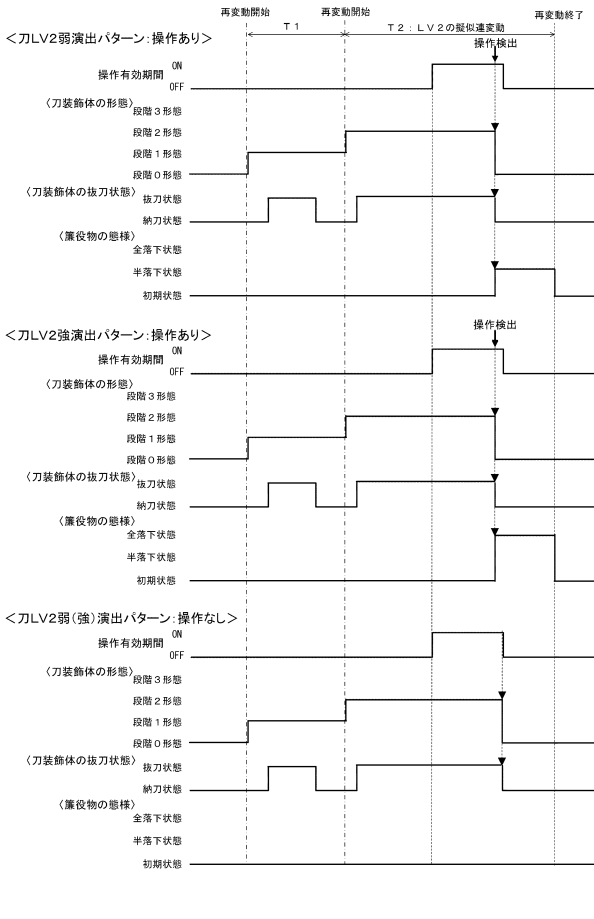 再変動開始 再変動開始 再変動終了
Ｔ１ Ｔ２：ＬＶ２の擬似連変動
＜刀ＬＶ２弱演出パターン：操作あり＞
操作検出
操作有効期間
ON
OFF
〈刀装飾体の形態〉
段階３形態
段階２形態
段階１形態
段階０形態
〈刀装飾体の抜刀状態〉
抜刀状態
納刀状態
〈簾役物の態様〉
全落下状態
半落下状態
初期状態
＜刀ＬＶ２強演出パターン：操作あり＞
操作検出
操作有効期間
ON
OFF
〈刀装飾体の形態〉
段階３形態
段階２形態
段階１形態
段階０形態
〈刀装飾体の抜刀状態〉
抜刀状態
納刀状態
〈簾役物の態様〉
全落下状態
半落下状態
初期状態
＜刀ＬＶ２弱（強）演出パターン：操作なし＞
操作有効期間
ON
OFF
〈刀装飾体の形態〉
段階３形態
段階２形態
段階１形態
段階０形態
〈刀装飾体の抜刀状態〉
抜刀状態
納刀状態
〈簾役物の態様〉
全落下状態
半落下状態
初期状態